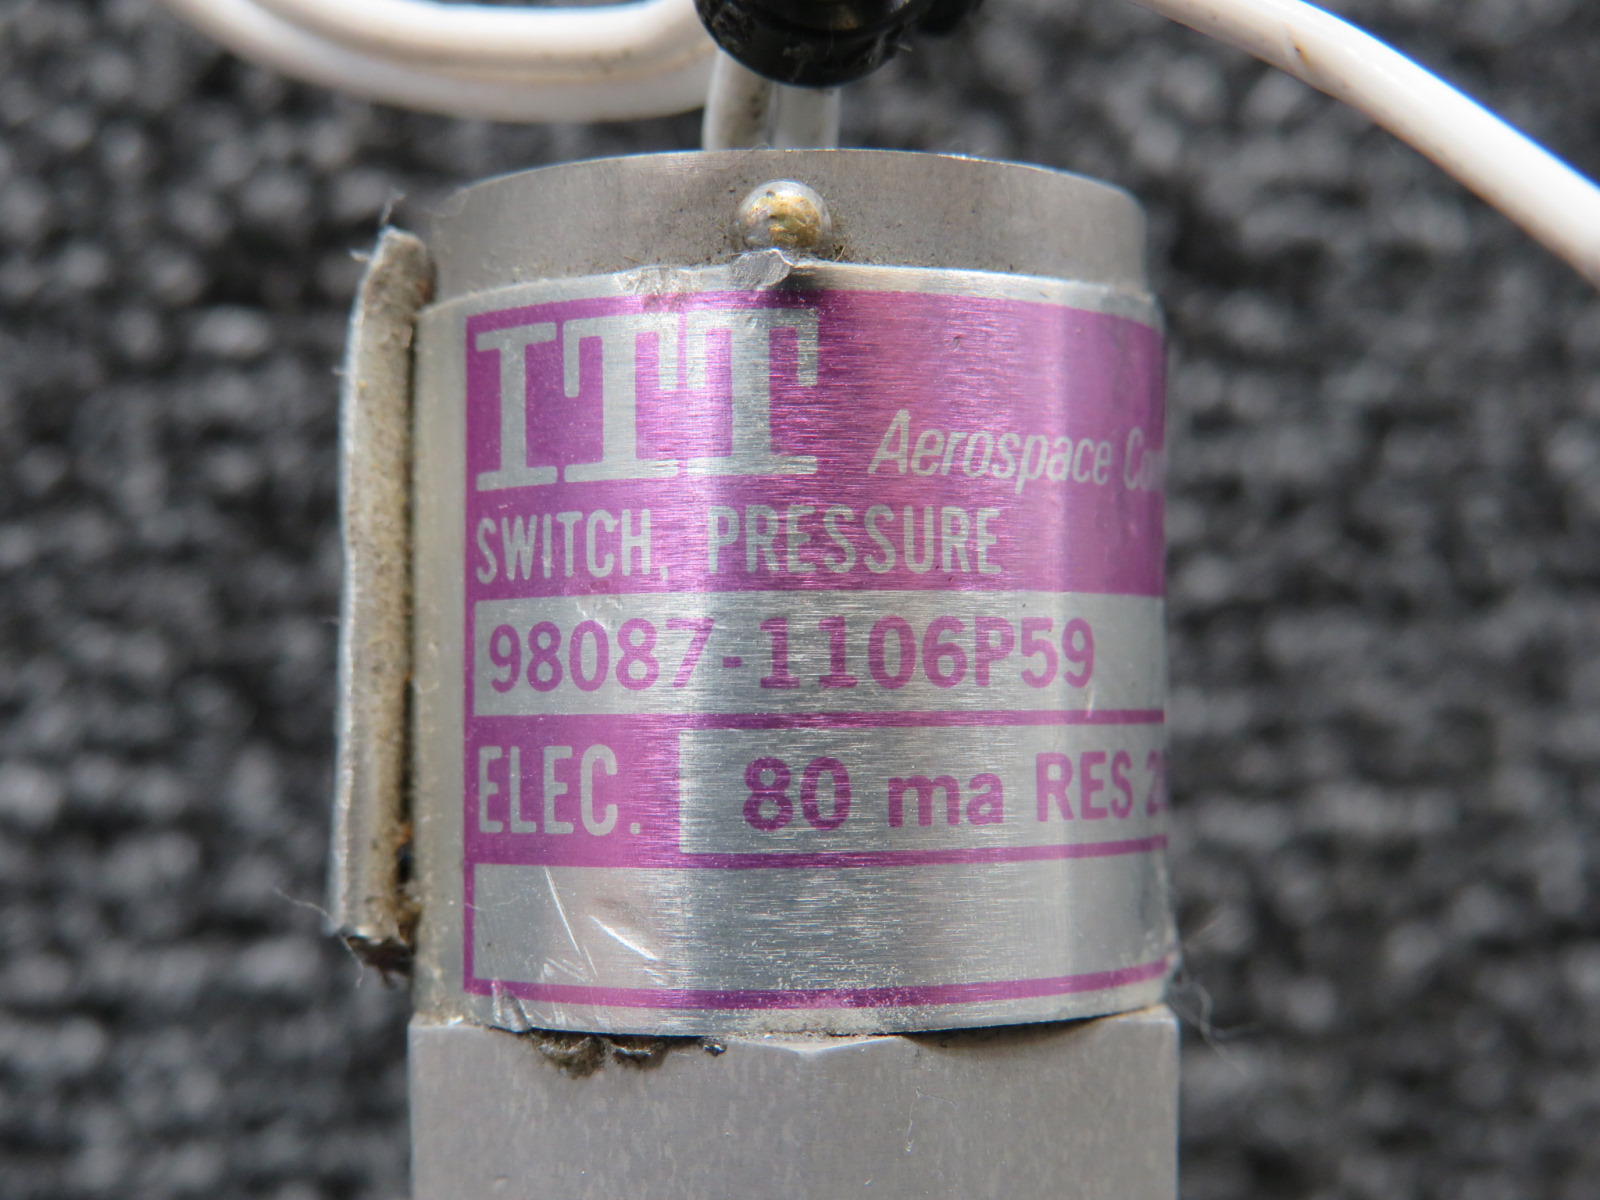 ITT Aerospace
SWITCH, PRESSURE
98087-1106P59
ELEC. 80 ma RES